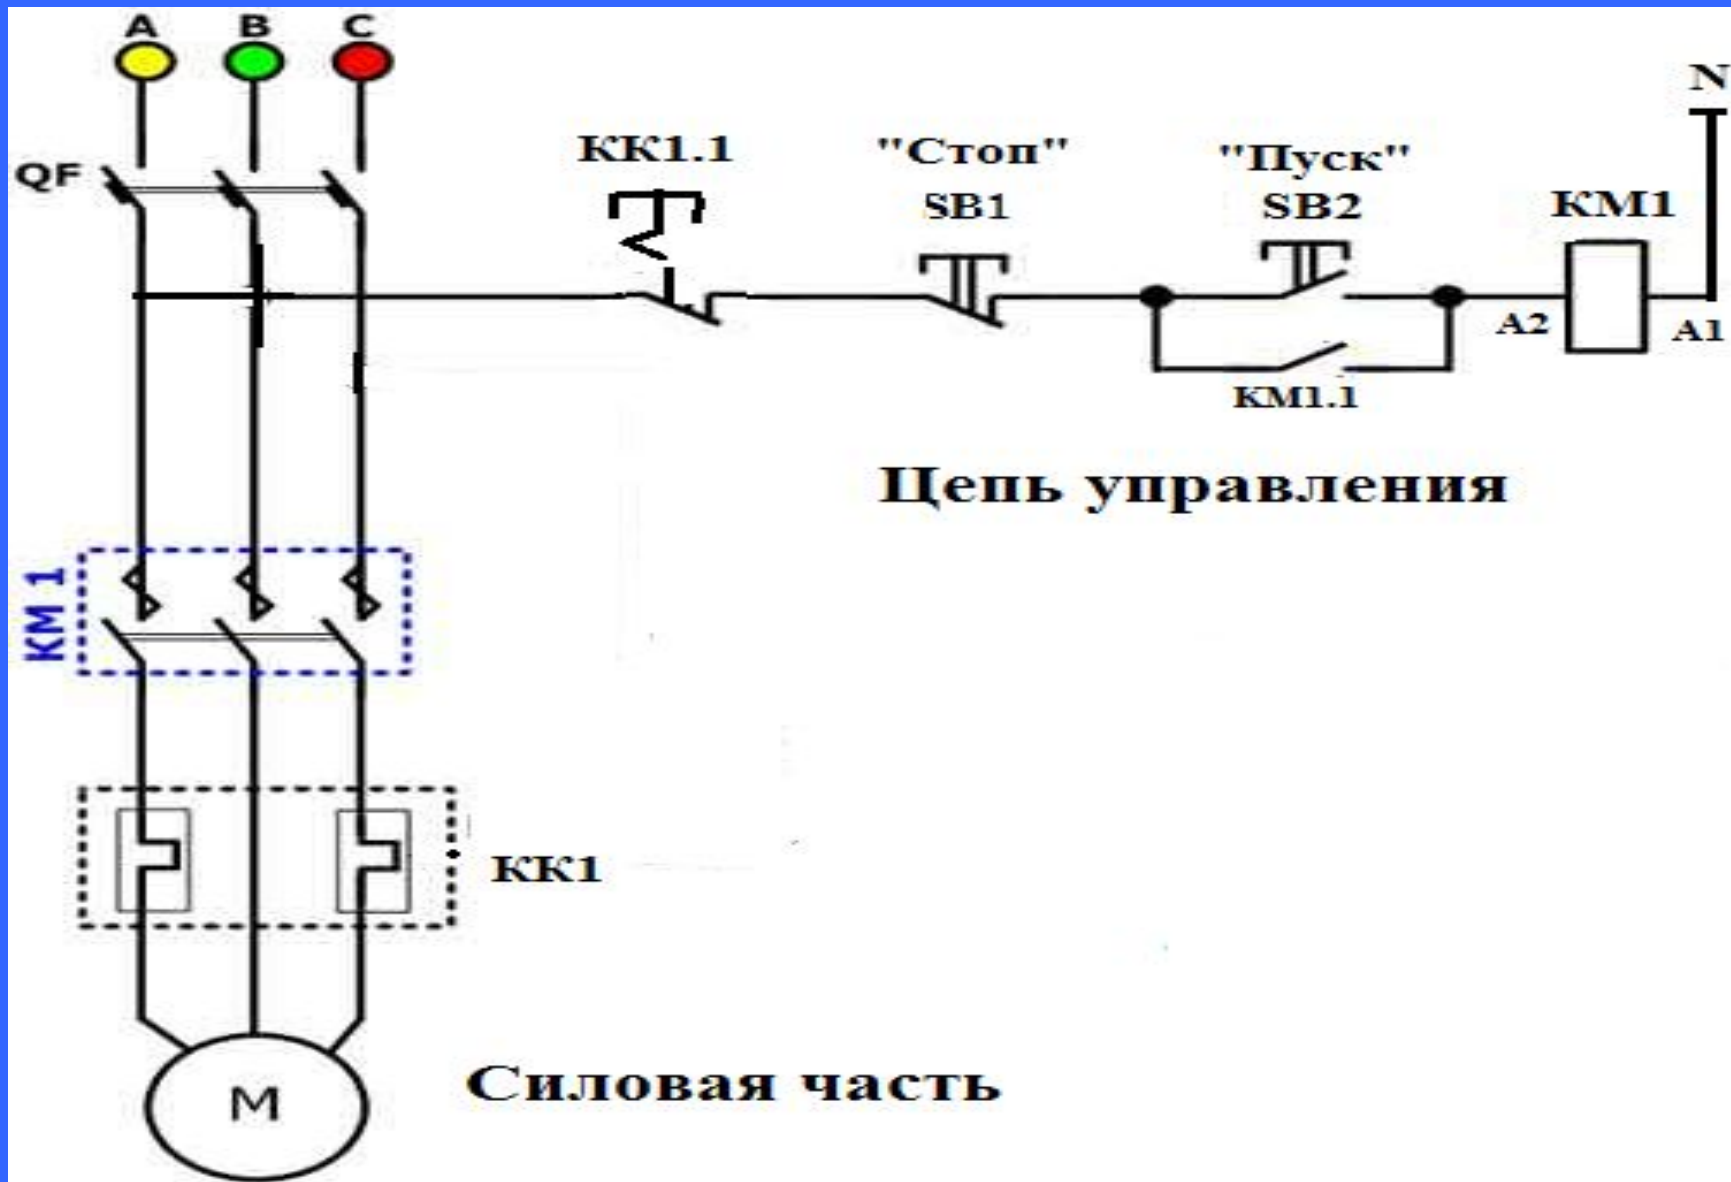 A B C
N
КК1.1 "Стоп" "Пуск"
QF SB1 SB2 КМ1
A2 A1
КМ1.1
Цепь управления
КМ 1
КК1
Силовая часть
M